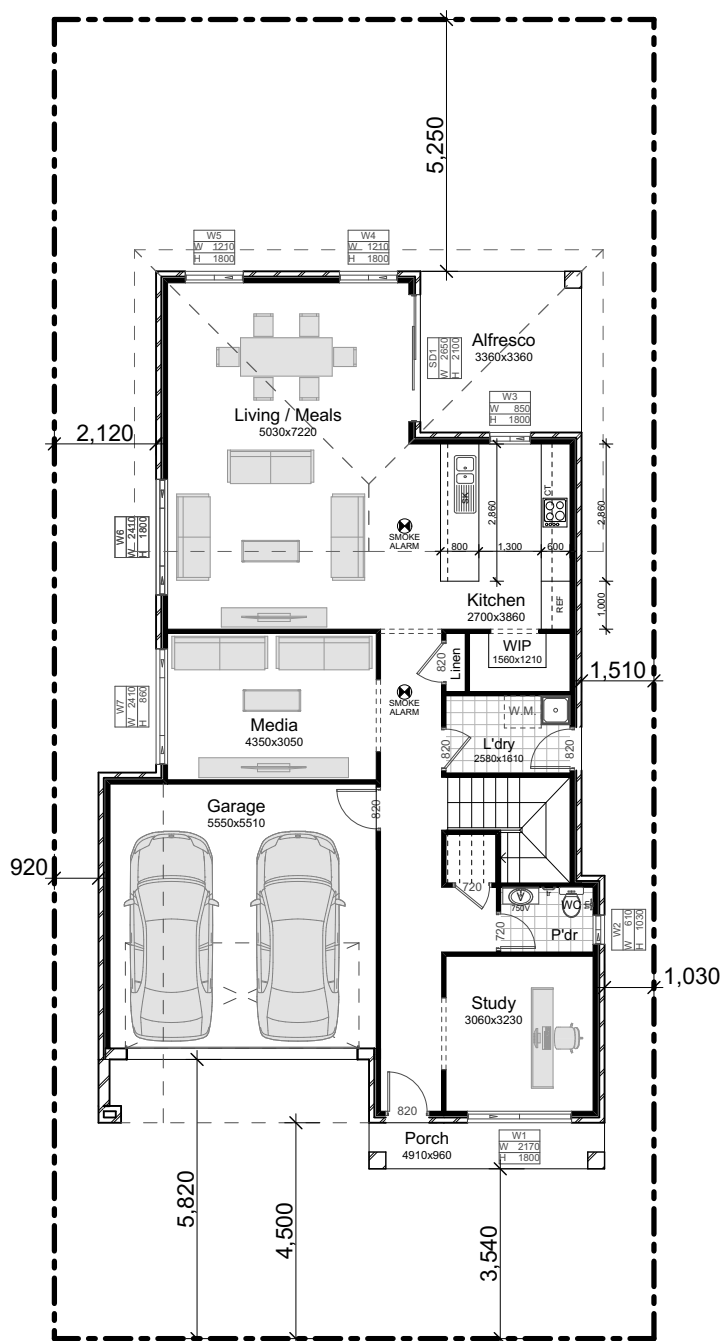 5,250
W5
W 1210
H 1800
W4
W 1210
H 1800
Alfresco
3360x3360
SD1
W 2650
H 2100
W3
W 850
H 1800
Living / Meals
5030x7220
2,120
W6
W 2410
H 1800
SK
CT
2,860
2,860
SMOKE
ALARM
800
1,300
600
Kitchen
2700x3860
REF
1,000
WIP
1560x1210
820
Linen
1,510
SMOKE
ALARM
W7
W 2410
H 860
Media
4350x3050
W.M.
L'dry
2580x1610
820
820
Garage
5550x5510
820
920
720
750V
WC
P'dr
720
W2
W 610
H 1030
1,030
Study
3060x3230
820
Porch
4910x960
W1
W 2170
H 1800
5,820
4,500
3,540